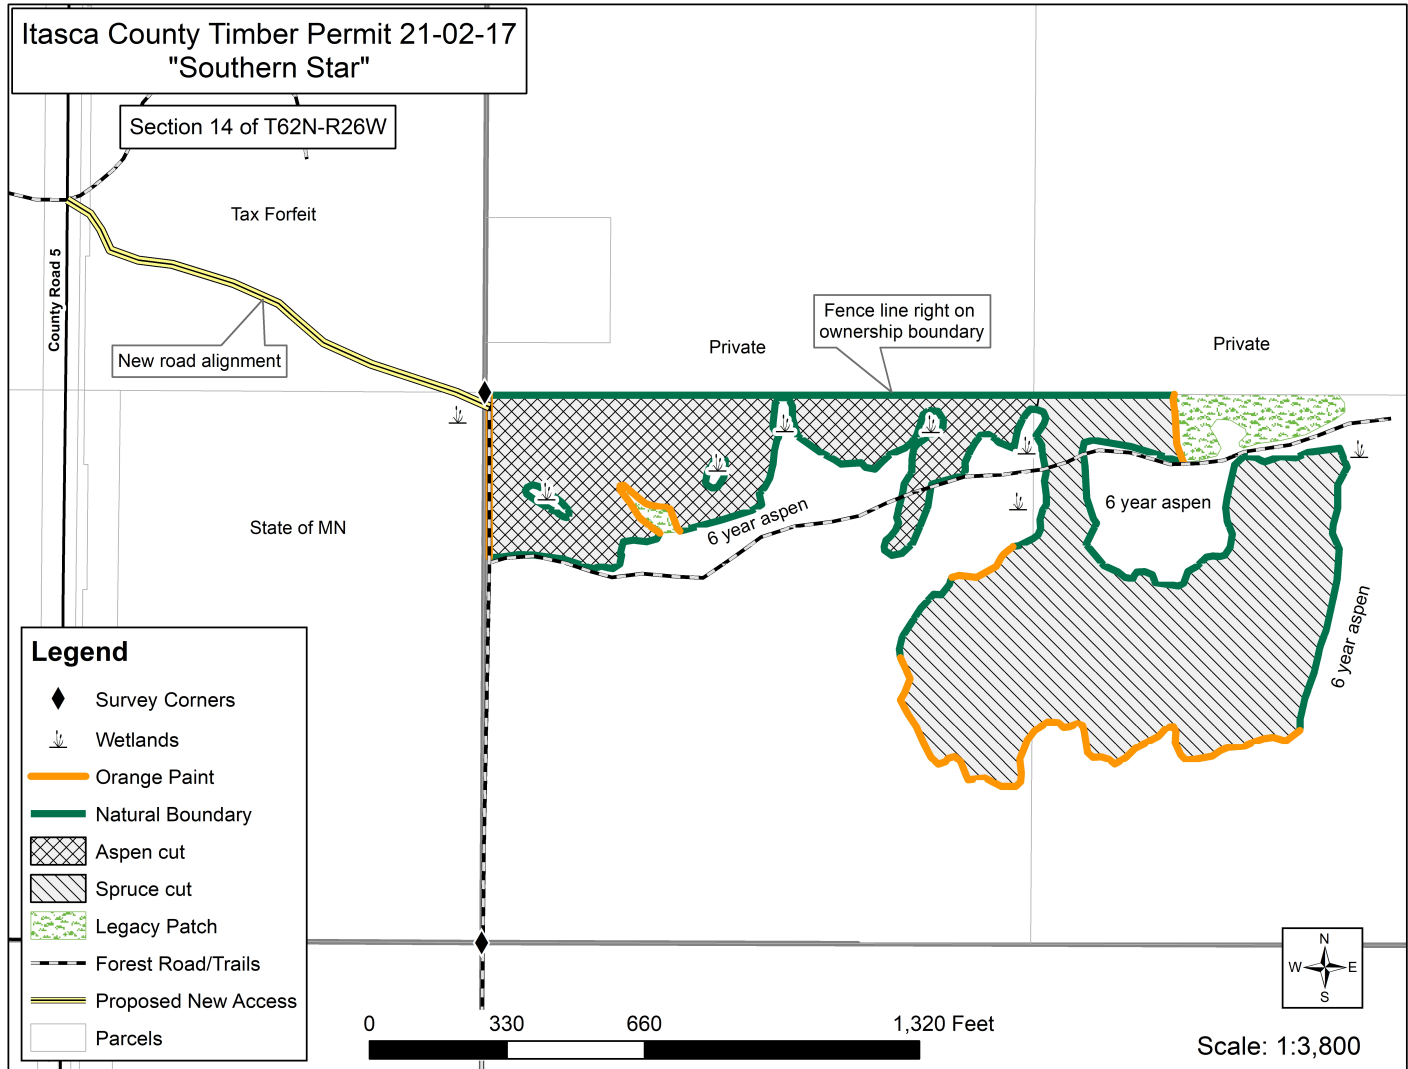 Itasca County Timber Permit 21-02-17
"Southern Star"
Section 14 of T62N-R26W
Tax Forfeit
County Road 5
New road alignment
Fence line right on
ownership boundary
Private
Private
State of MN
6 year aspen
6 year aspen
6 year aspen
Legend
Survey Corners
Wetlands
Orange Paint
Natural Boundary
Aspen cut
Spruce cut
Legacy Patch
Forest Road/Trails
Proposed New Access
Parcels
0 330 660 1,320 Feet
N
W E
S
Scale: 1:3,800